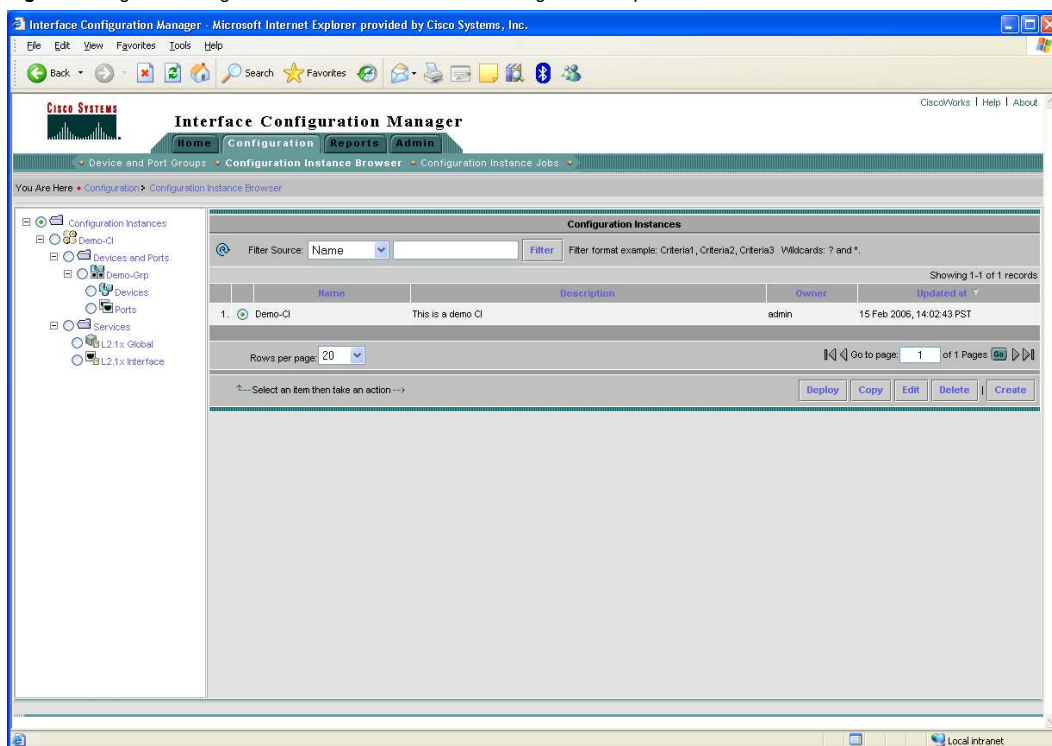 Interface Configuration Manager - Microsoft Internet Explorer provided by Cisco Systems, Inc.
File Edit View Favorites Tools Help
Back Search Favorites
CISCO SYSTEMS
CiscoWorks | Help | About
Interface Configuration Manager
Home Configuration Reports Admin
Device and Port Groups Configuration Instance Browser Configuration Instance Jobs
You Are Here Configuration > Configuration Instance Browser
Configuration Instances
Demo-CI
Devices and Ports
Demo-Grp
Devices
Ports
Services
L2.1x Global
L2.1x Interface
Configuration Instances
Filter Source: Name Filter Filter format example: Criteria1, Criteria2, Criteria3 Wildcards: ? and *.
Showing 1-1 of 1 records
Name Description Owner Updated at
1. Demo-CI This is a demo CI admin 15 Feb 2006, 14:02:43 PST
Rows per page: 20 Go to page: 1 of 1 Pages Go
Select an item then take an action -->
Deploy Copy Edit Delete | Create
Local intranet